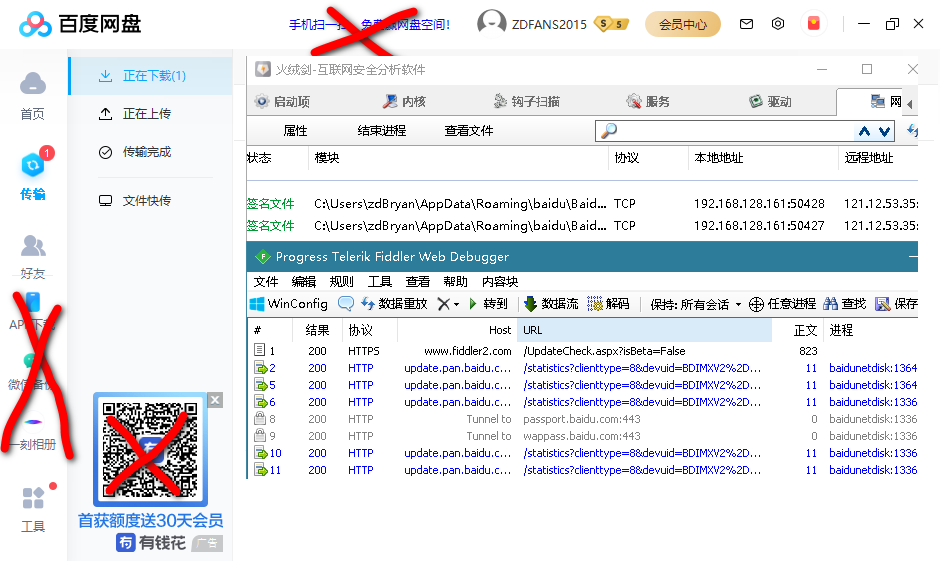 百度网盘
手机扫一扫，免费领网盘空间!
ZDFANS2015
5
会员中心
首页
1
传输
好友
一刻相册
工具
正在下载(1)
正在上传
传输完成
文件快传
首获额度送30天会员
有钱花
广告
火绒剑-互联网安全分析软件
启动项 内核 钩子扫描 服务 驱动 网
属性 结束进程 查看文件
状态 模块 协议 本地地址 远程地址
签名文件 C:\Users\zdBryan\AppData\Roaming\baidu\Baid... TCP 192.168.128.161:50428 121.12.53.35:
签名文件 C:\Users\zdBryan\AppData\Roaming\baidu\Baid... TCP 192.168.128.161:50427 121.12.53.35:
Progress Telerik Fiddler Web Debugger
文件 编辑 规则 工具 查看 帮助 内容块
WinConfig 数据重放 转到 数据流 解码 保持: 所有会话 任意进程 查找 保存
# 结果 协议 Host URL 正文 进程
1 200 HTTPS www.fiddler2.com /UpdateCheck.aspx?isBeta=False 823
2 200 HTTP update.pan.baidu.c... /statistics?clienttype=8&devuid=BDIMXV2%2D... 11 baidunetdisk:1364
5 200 HTTP update.pan.baidu.c... /statistics?clienttype=8&devuid=BDIMXV2%2D... 11 baidunetdisk:1364
6 200 HTTP update.pan.baidu.c... /statistics?clienttype=8&devuid=BDIMXV2%2D... 11 baidunetdisk:1336
8 200 HTTP Tunnel to passport.baidu.com:443 0 baidunetdisk:1336
9 200 HTTP Tunnel to wappass.baidu.com:443 0 baidunetdisk:1336
10 200 HTTP update.pan.baidu.c... /statistics?clienttype=8&devuid=BDIMXV2%2D... 11 baidunetdisk:1336
11 200 HTTP update.pan.baidu.c... /statistics?clienttype=8&devuid=BDIMXV2%2D... 11 baidunetdisk:1336